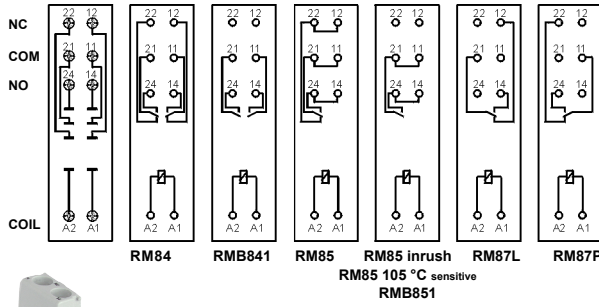 22 12 22 12 22 12 22 12 22 12 22 12 22 12
NC
21 11 21 11 21 11 21 11 21 11 21 11 21 11
COM
24 14 24 14 24 14 24 14 24 14 24 14 24 14
NO
COIL
A2 A1 A2 A1 A2 A1 A2 A1 A2 A1 A2 A1 A2 A1
RM84 RMB841 RM85 RM85 inrush RM87L RM87P
RM85 105 °C sensitive
RMB851